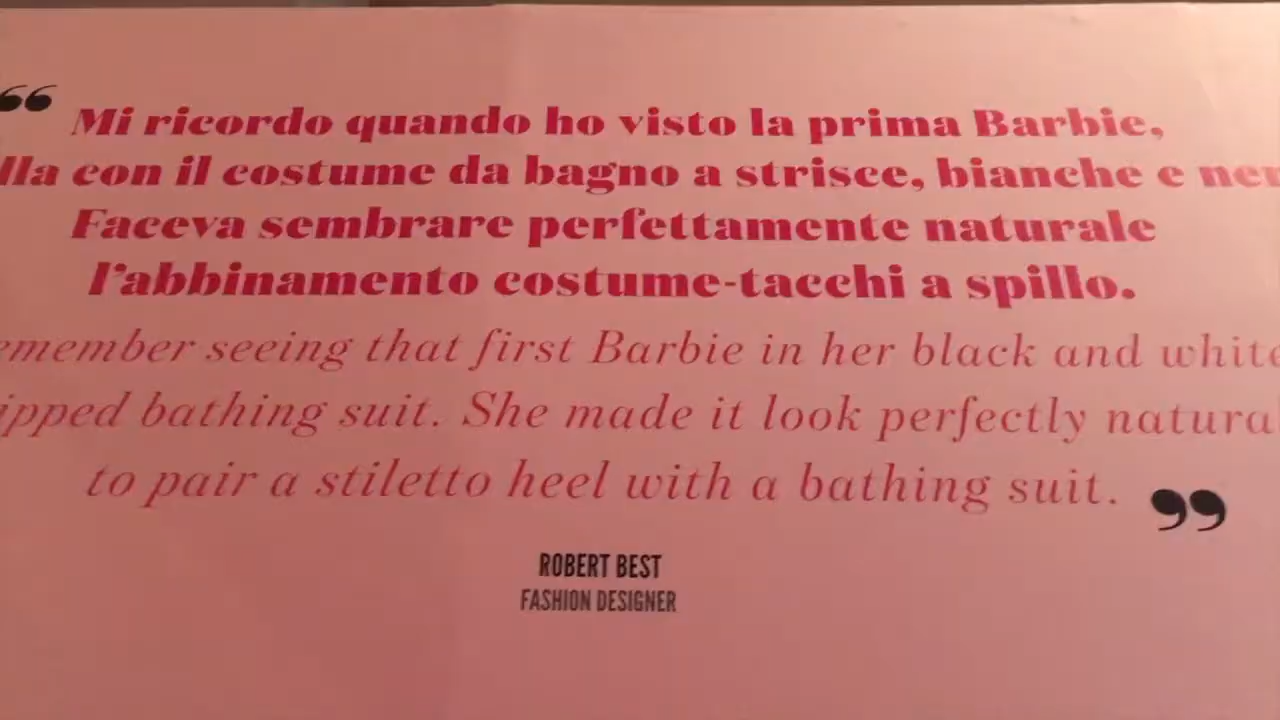 “ Mi ricordo quando ho visto la prima Barbie,
lla con il costume da bagno a strisce, bianche e ner
Faceva sembrare perfettamente naturale
l’abbinamento costume-tacchi a spillo.
emember seeing that first Barbie in her black and white
ipped bathing suit. She made it look perfectly natura
to pair a stiletto heel with a bathing suit. ”
ROBERT BEST
FASHION DESIGNER